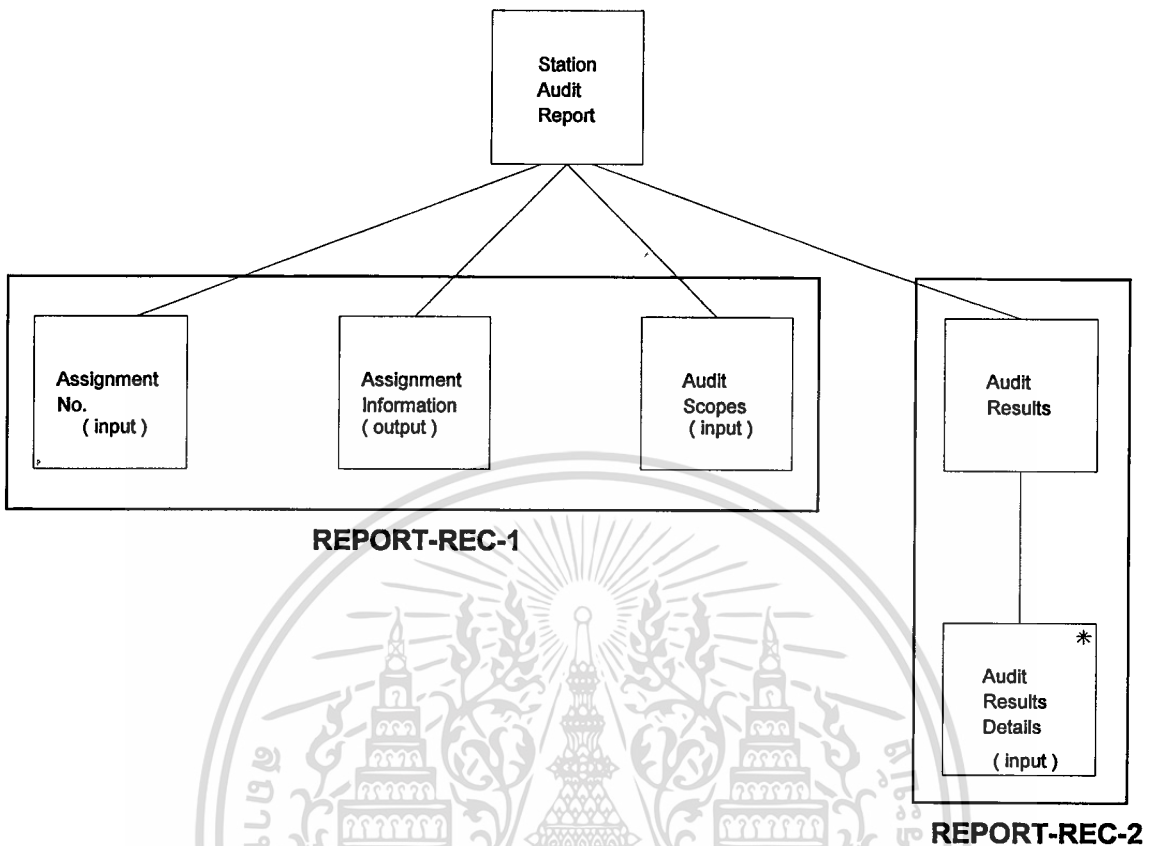 Station
Audit
Report
Assignment
No.
( input )
Assignment
Information
( output )
Audit
Scopes
( input )
Audit
Results
REPORT-REC-1
*
Audit
Results
Details
( input )
REPORT-REC-2